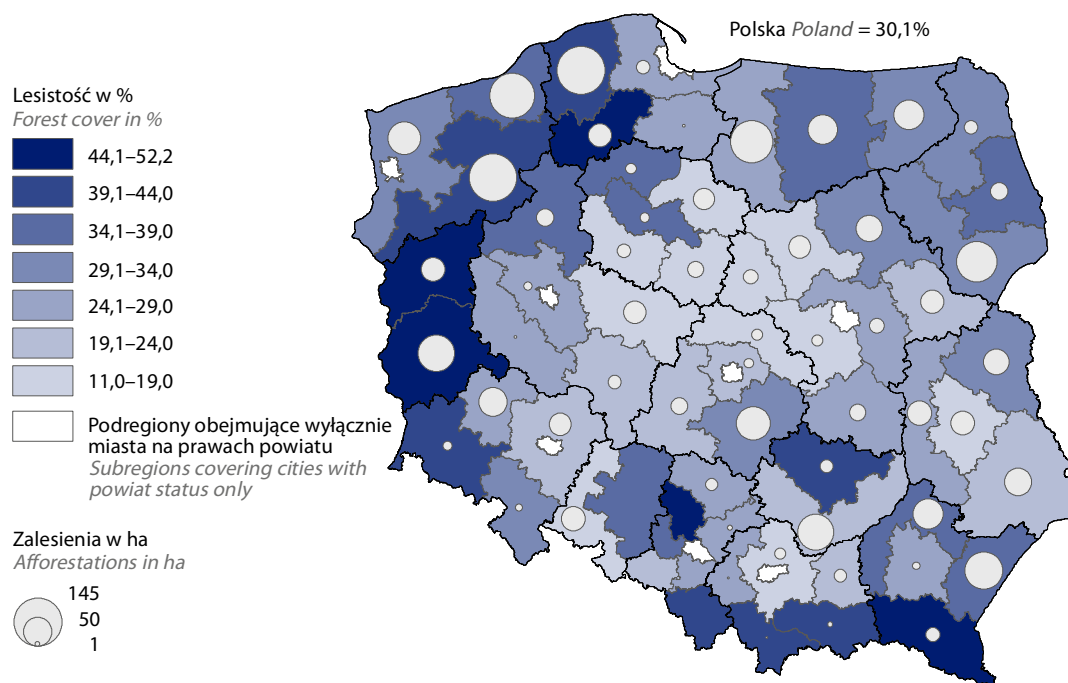 Polska Poland = 30,1%
Lesistość w %
Forest cover in %
44,1–52,2
39,1–44,0
34,1–39,0
29,1–34,0
24,1–29,0
19,1–24,0
11,0–19,0
Podregiony obejmujące wyłącznie
miasta na prawach powiatu
Subregions covering cities with
powiat status only
Zalesienia w ha
Afforestations in ha
145
50
1